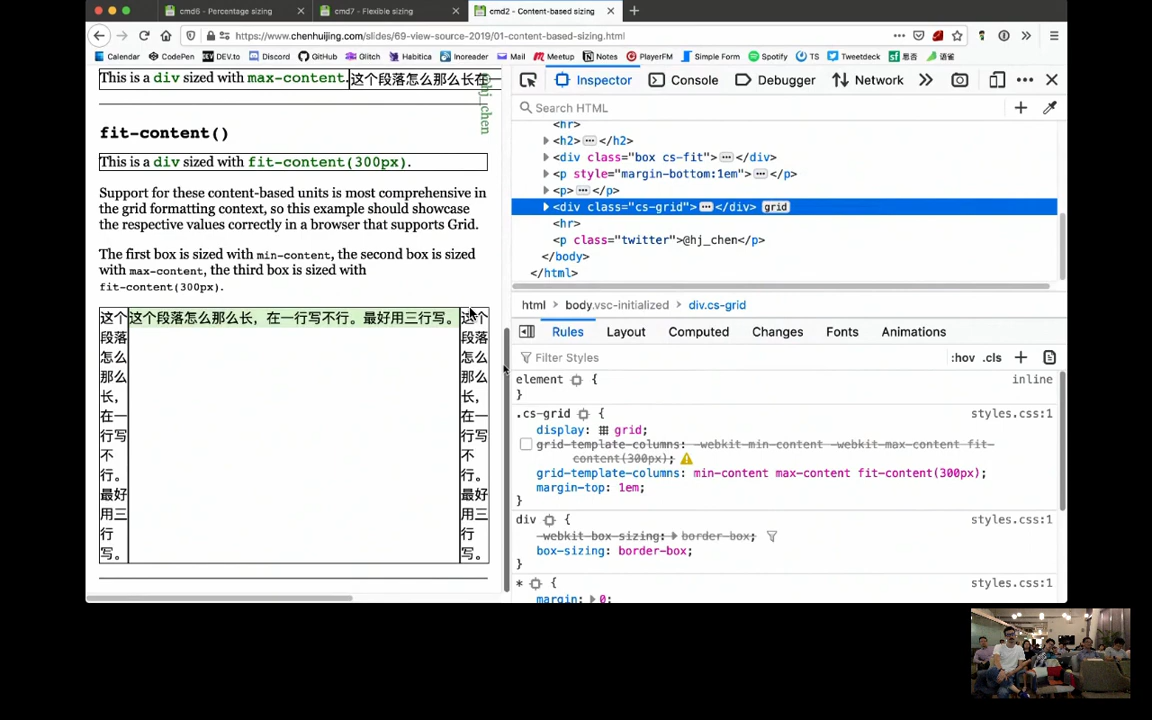 cmd6 - Percentage sizing
cmd7 - Flexible sizing
cmd2 - Content-based sizing
https://www.chenhuijing.com/slides/69-view-source-2019/01-content-based-sizing.html
Calendar
CodePen
DEV.to
Discord
GitHub
Glitch
Habitica
Inoreader
Mail
Meetup
Notes
PlayerFM
Simple Form
Spotify
TS
Tweetdeck
思否
语雀
This is a div sized with max-content.这个段落怎么那么长在一
@hj_chen
fit-content()
This is a div sized with fit-content(300px).
Support for these content-based units is most comprehensive in
the grid formatting context, so this example should showcase
the respective values correctly in a browser that supports Grid.
The first box is sized with min-content, the second box is sized
with max-content, the third box is sized with
fit-content(300px).
这个
段落
怎么
那么
长,
在一
行写
不
行。
最好
用三
行
写。
这个段落怎么那么长，在一行写不行。最好用三行写。
这个
段落
怎么
那么
长,
在一
行写
不
行。
最好
用三
行
写。
Inspector
Console
Debugger
Network
Search HTML
<hr>
<h2></h2>
<div class="box cs-fit"></div>
<p style="margin-bottom:1em"></p>
<p></p>
<div class="cs-grid"></div> grid
<hr>
<p class="twitter">@hj_chen</p>
</body>
</html>
html > body.vsc-initialized > div.cs-grid
Rules
Layout
Computed
Changes
Fonts
Animations
Filter Styles
:hov .cls
element {
inline
}
.cs-grid {
styles.css:1
display: grid;
grid-template-columns: -webkit-min-content -webkit-max-content fit-
content(300px);
grid-template-columns: min-content max-content fit-content(300px);
margin-top: 1em;
}
div {
styles.css:1
-webkit-box-sizing: border-box;
box-sizing: border-box;
}
* {
styles.css:1
margin: 0;